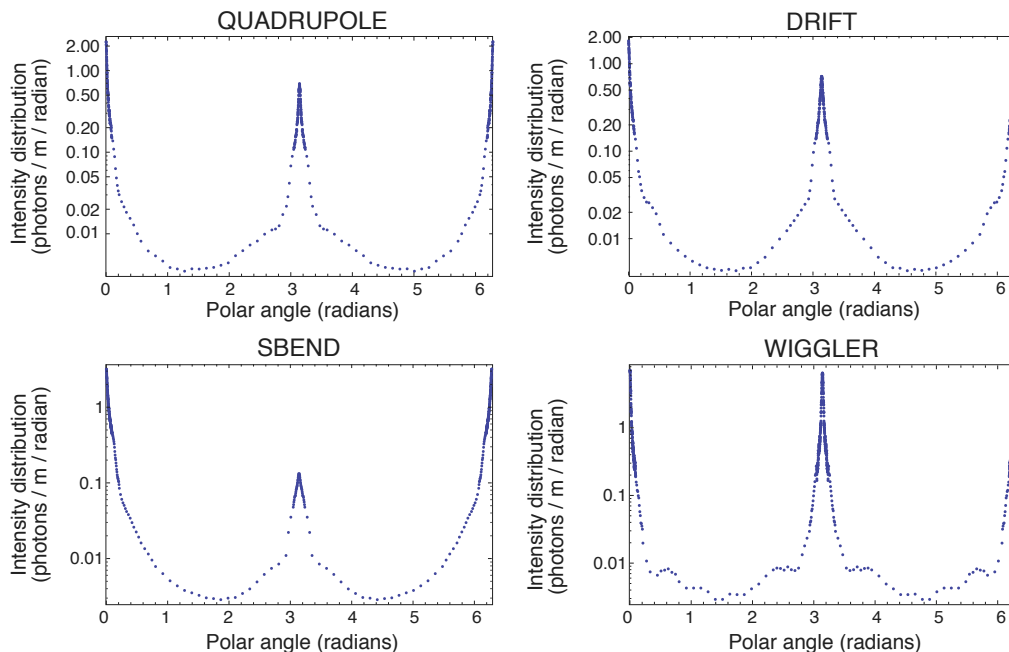 QUADRUPOLE
Intensity distribution
(photons / m / radian)
2.00
1.00
0.50
0.20
0.10
0.05
0.02
0.01
0 1 2 3 4 5 6
Polar angle (radians)
DRIFT
Intensity distribution
(photons / m / radian)
2.00
1.00
0.50
0.20
0.10
0.05
0.02
0.01
0 1 2 3 4 5 6
Polar angle (radians)
SBEND
Intensity distribution
(photons / m / radian)
1
0.1
0.01
0 1 2 3 4 5 6
Polar angle (radians)
WIGGLER
Intensity distribution
(photons / m / radian)
1
0.1
0.01
0 1 2 3 4 5 6
Polar angle (radians)